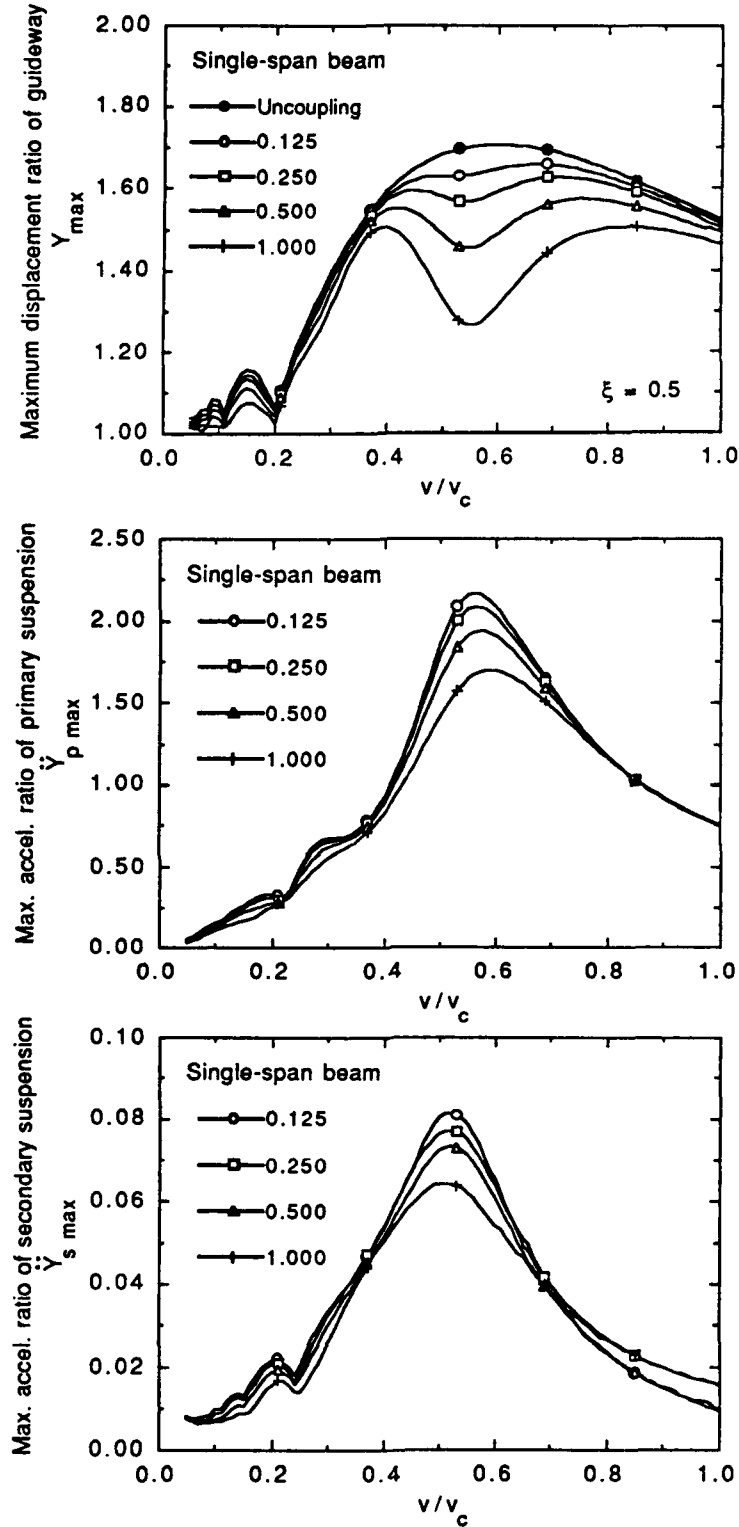 Maximum displacement ratio of guideway
Y max
2.00
1.80
1.60
1.40
1.20
1.00
Single-span beam
Uncoupling
0.125
0.250
0.500
1.000
ξ = 0.5
0.0 0.2 0.4 0.6 0.8 1.0
v/vc
Max. accel. ratio of primary suspension
Ÿp max
2.50
2.00
1.50
1.00
0.50
0.00
Single-span beam
0.125
0.250
0.500
1.000
0.0 0.2 0.4 0.6 0.8 1.0
v/vc
Max. accel. ratio of secondary suspension
Ÿs max
0.10
0.08
0.06
0.04
0.02
0.00
Single-span beam
0.125
0.250
0.500
1.000
0.0 0.2 0.4 0.6 0.8 1.0
v/vc